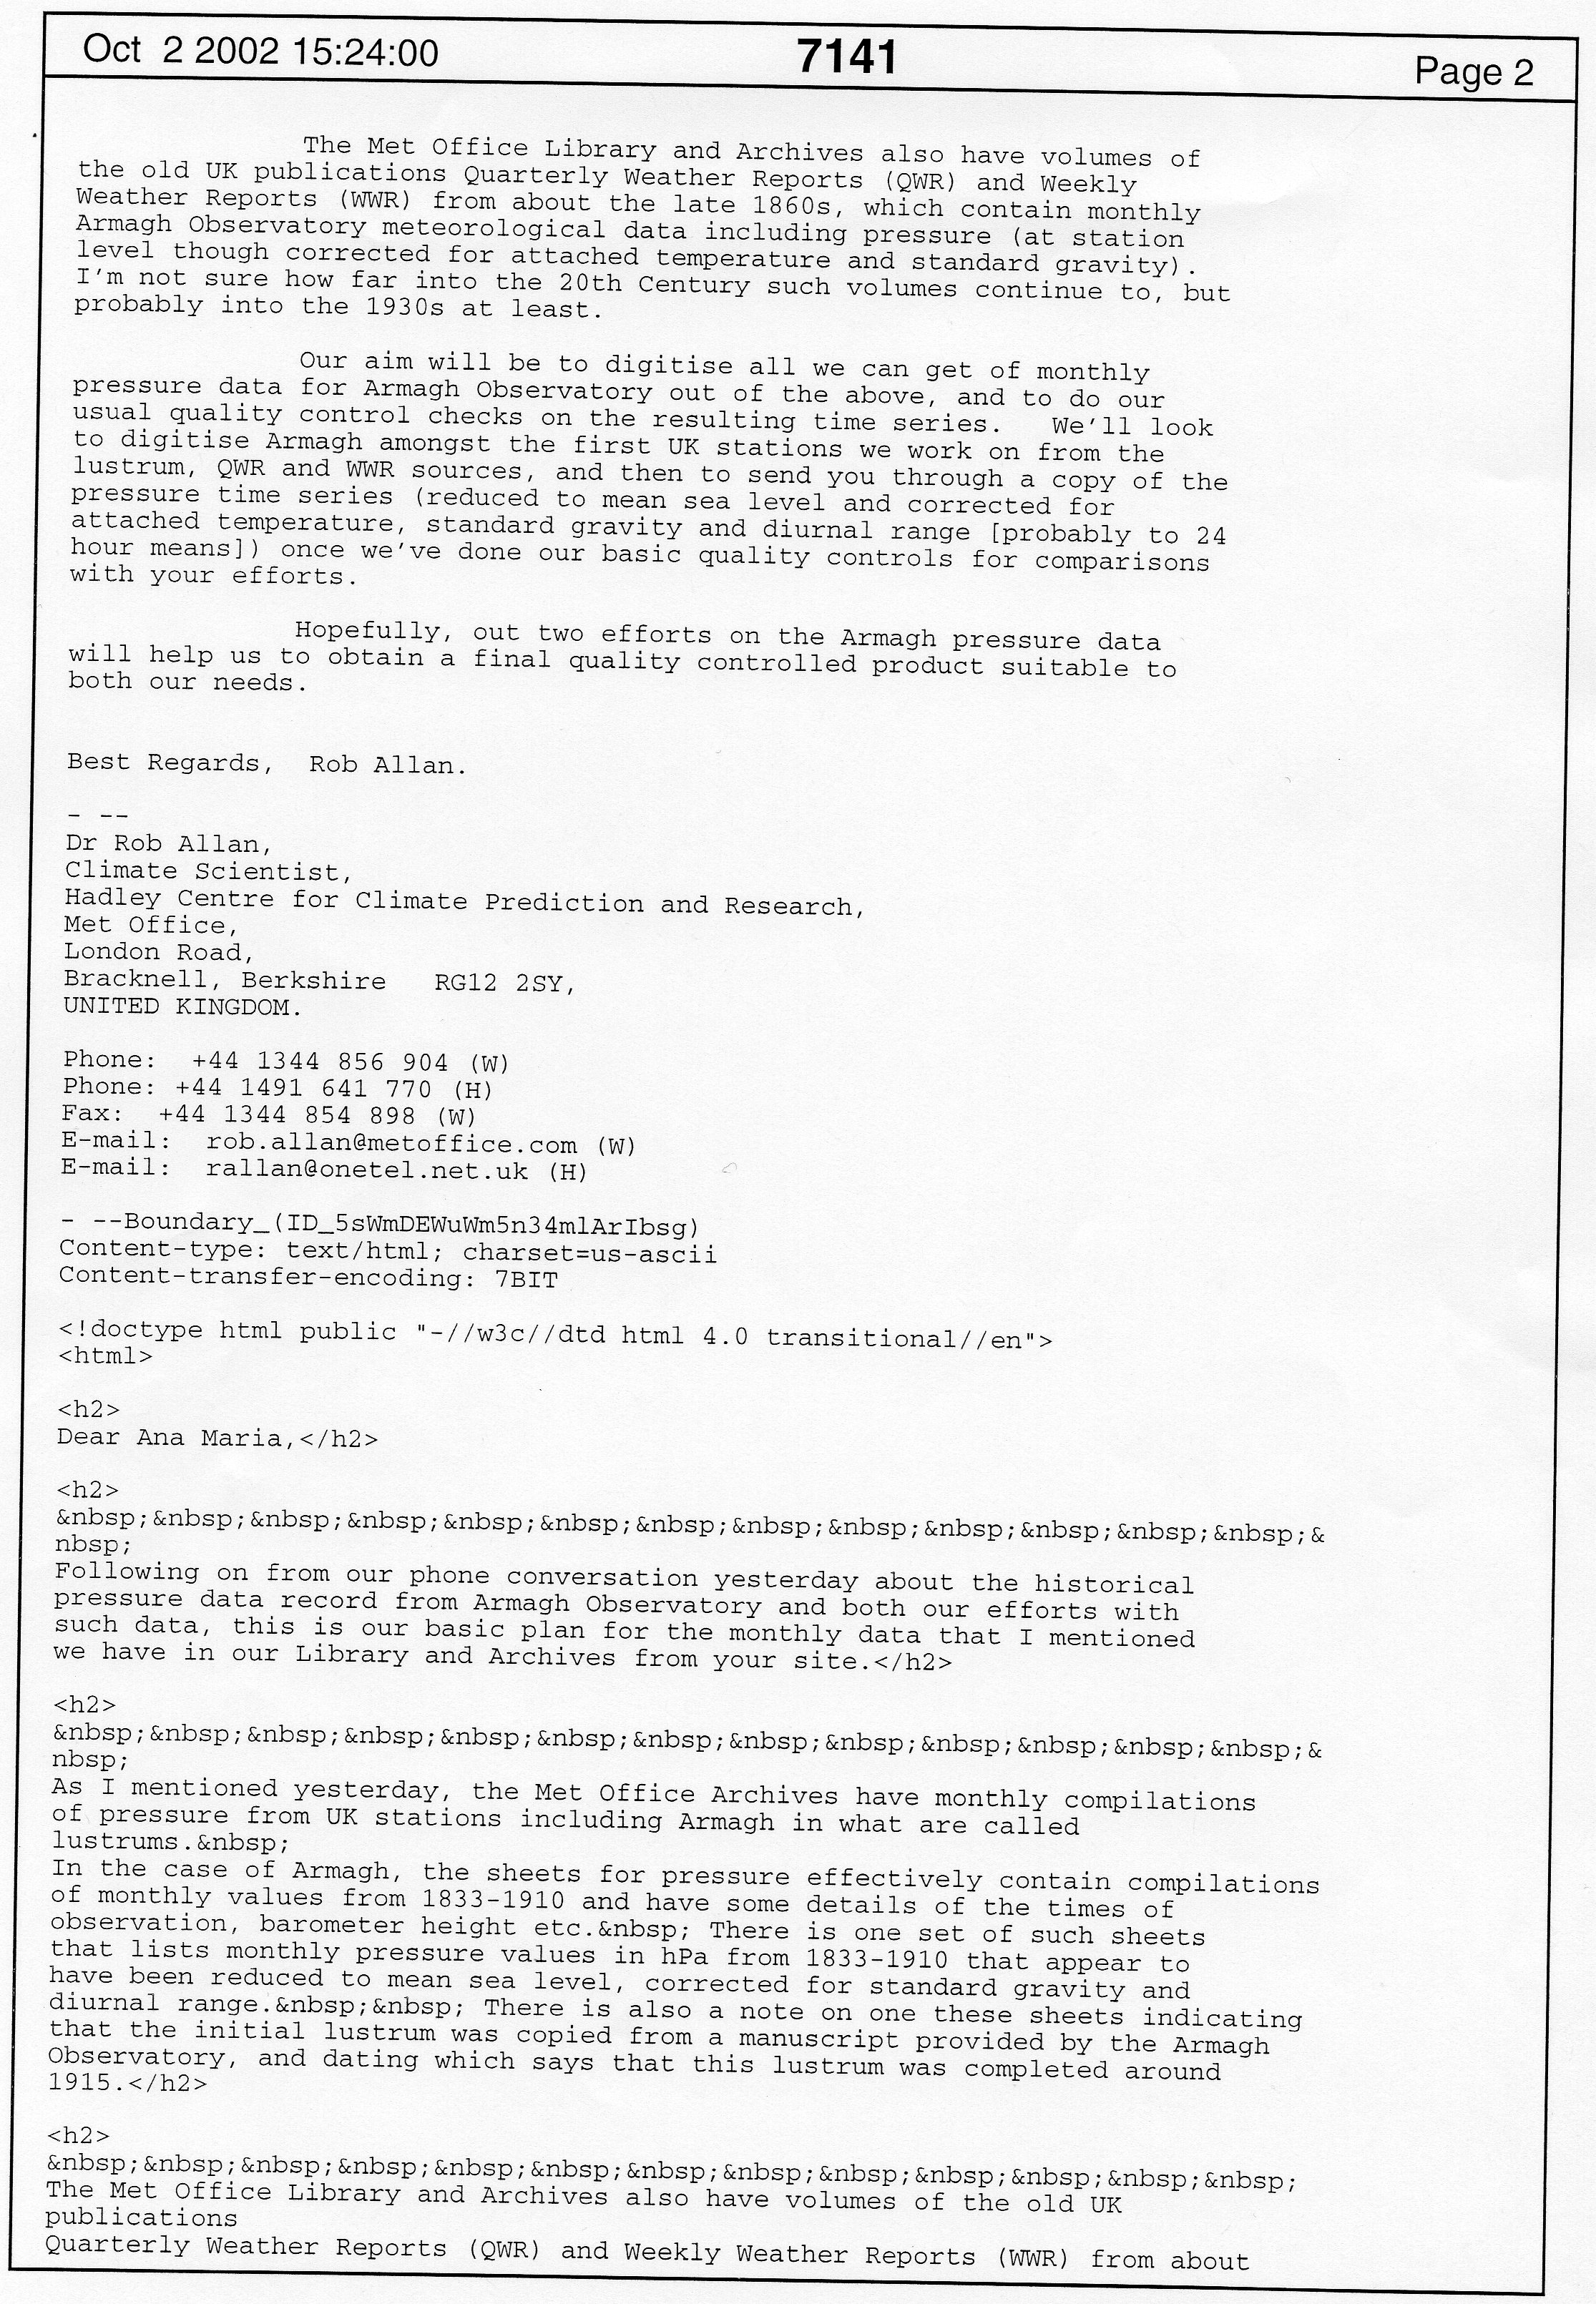 Oct 2 2002 15:24:00 7141 Page 2
The Met Office Library and Archives also have volumes of
the old UK publications Quarterly Weather Reports (QWR) and Weekly
Weather Reports (WWR) from about the late 1860s, which contain monthly
Armagh Observatory meteorological data including pressure (at station
level though corrected for attached temperature and standard gravity).
I'm not sure how far into the 20th Century such volumes continue to, but
probably into the 1930s at least.
Our aim will be to digitise all we can get of monthly
pressure data for Armagh Observatory out of the above, and to do our
usual quality control checks on the resulting time series.   We'll look
to digitise Armagh amongst the first UK stations we work on from the
lustrum, QWR and WWR sources, and then to send you through a copy of the
pressure time series (reduced to mean sea level and corrected for
attached temperature, standard gravity and diurnal range [probably to 24
hour means]) once we've done our basic quality controls for comparisons
with your efforts.
Hopefully, out two efforts on the Armagh pressure data
will help us to obtain a final quality controlled product suitable to
both our needs.
Best Regards,  Rob Allan.
- --
Dr Rob Allan,
Climate Scientist,
Hadley Centre for Climate Prediction and Research,
Met Office,
London Road,
Bracknell, Berkshire   RG12 2SY,
UNITED KINGDOM.
Phone:  +44 1344 856 904 (W)
Phone: +44 1491 641 770 (H)
Fax:  +44 1344 854 898 (W)
E-mail:  rob.allan@metoffice.com (W)
E-mail:  rallan@onetel.net.uk (H)
- --Boundary_(ID_5sWmDEWuWm5n34mlArIbsg)
Content-type: text/html; charset=us-ascii
Content-transfer-encoding: 7BIT
<!doctype html public "-//w3c//dtd html 4.0 transitional//en">
<html>
<h2>
Dear Ana Maria,</h2>
<h2>
&nbsp;&nbsp;&nbsp;&nbsp;&nbsp;&nbsp;&nbsp;&nbsp;&nbsp;&nbsp;&nbsp;&nbsp;&nbsp;&
nbsp;
Following on from our phone conversation yesterday about the historical
pressure data record from Armagh Observatory and both our efforts with
such data, this is our basic plan for the monthly data that I mentioned
we have in our Library and Archives from your site.</h2>
<h2>
&nbsp;&nbsp;&nbsp;&nbsp;&nbsp;&nbsp;&nbsp;&nbsp;&nbsp;&nbsp;&nbsp;&nbsp;&nbsp;&
nbsp;
As I mentioned yesterday, the Met Office Archives have monthly compilations
of pressure from UK stations including Armagh in what are called
lustrums.&nbsp;
In the case of Armagh, the sheets for pressure effectively contain compilations
of monthly values from 1833-1910 and have some details of the times of
observation, barometer height etc.&nbsp; There is one set of such sheets
that lists monthly pressure values in hPa from 1833-1910 that appear to
have been reduced to mean sea level, corrected for standard gravity and
diurnal range.&nbsp;&nbsp; There is also a note on one these sheets indicating
that the initial lustrum was copied from a manuscript provided by the Armagh
Observatory, and dating which says that this lustrum was completed around
1915.</h2>
<h2>
&nbsp;&nbsp;&nbsp;&nbsp;&nbsp;&nbsp;&nbsp;&nbsp;&nbsp;&nbsp;&nbsp;&nbsp;&nbsp;
The Met Office Library and Archives also have volumes of the old UK
publications
Quarterly Weather Reports (QWR) and Weekly Weather Reports (WWR) from about